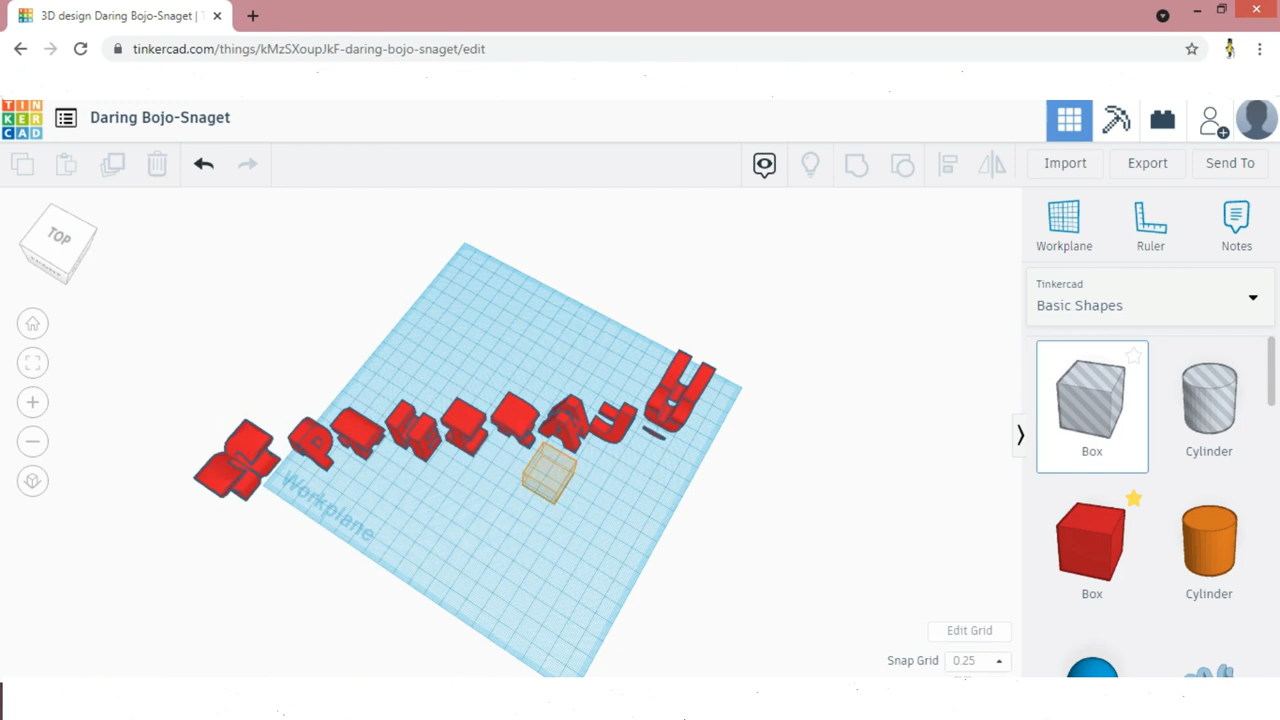 3D design Daring Bojo-Snaget | T
tinkercad.com/things/kMzSXoupJkF-daring-bojo-snaget/edit
TIN
KER
CAD
Daring Bojo-Snaget
Import
Export
Send To
TOP
Workplane
Ruler
Notes
Tinkercad
Basic Shapes
Box
Cylinder
Workplane
Box
Cylinder
Edit Grid
Snap Grid
0.25